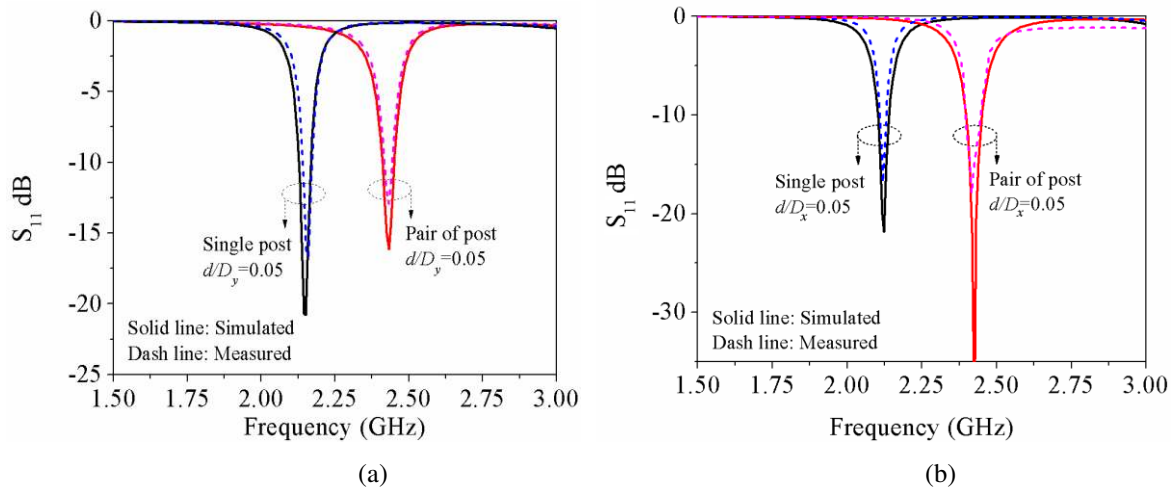 0
-5
-10
-15
-20
-25
S11 dB
Single post
d/Dy=0.05
Pair of post
d/Dy=0.05
Solid line: Simulated
Dash line: Measured
1.50 1.75 2.00 2.25 2.50 2.75 3.00
Frequency (GHz)
(a)
0
-10
-20
-30
S11 dB
Single post
d/Dx=0.05
Pair of post
d/Dx=0.05
Solid line: Simulated
Dash line: Measured
1.50 1.75 2.00 2.25 2.50 2.75 3.00
Frequency (GHz)
(b)